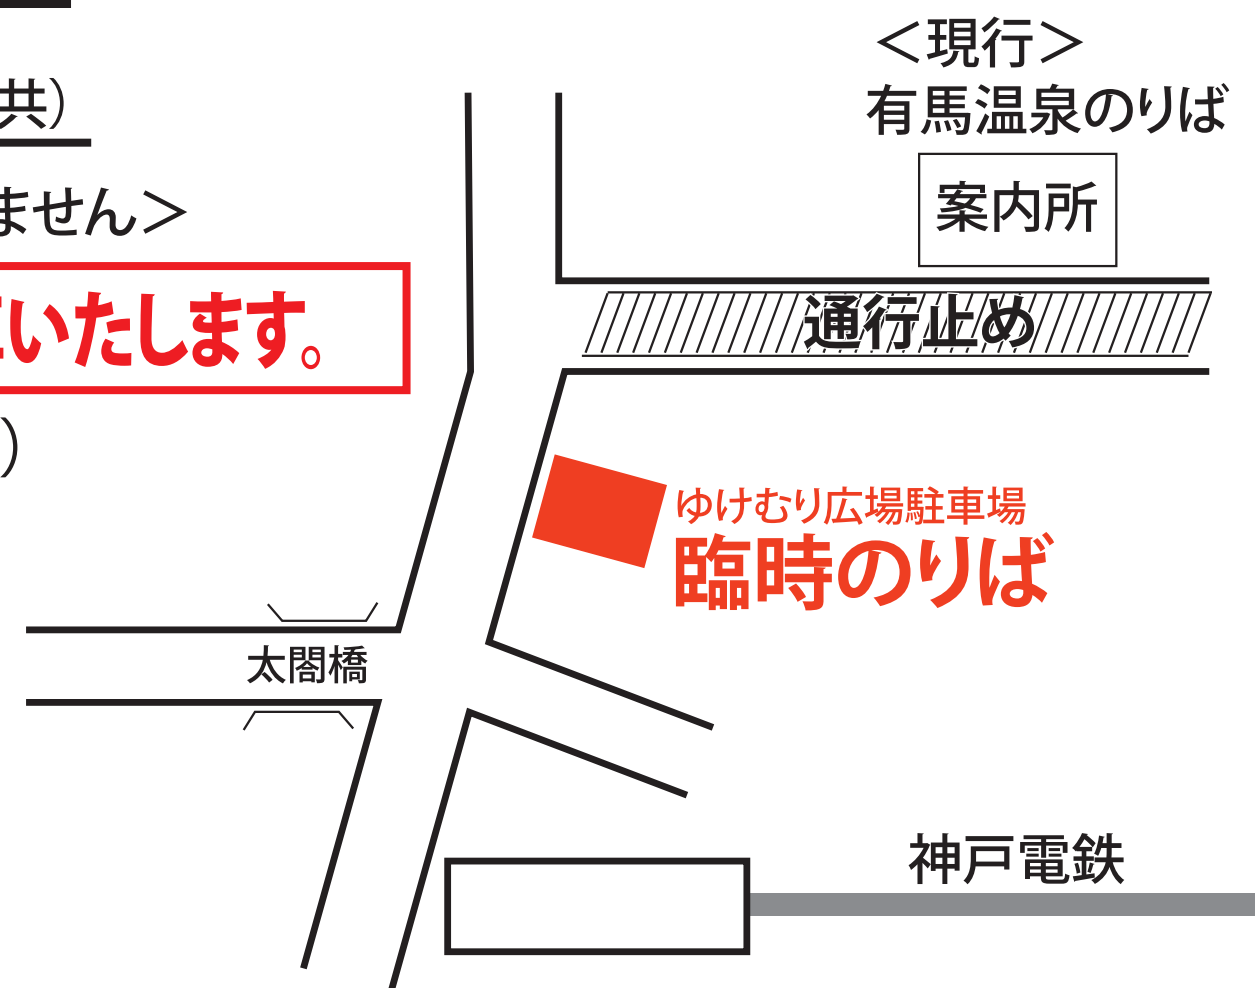 共）
ません＞
いたします。
）
＜現行＞
有馬温泉のりば
案内所
通行止め
ゆけむり広場駐車場
臨時のりば
太閤橋
神戸電鉄